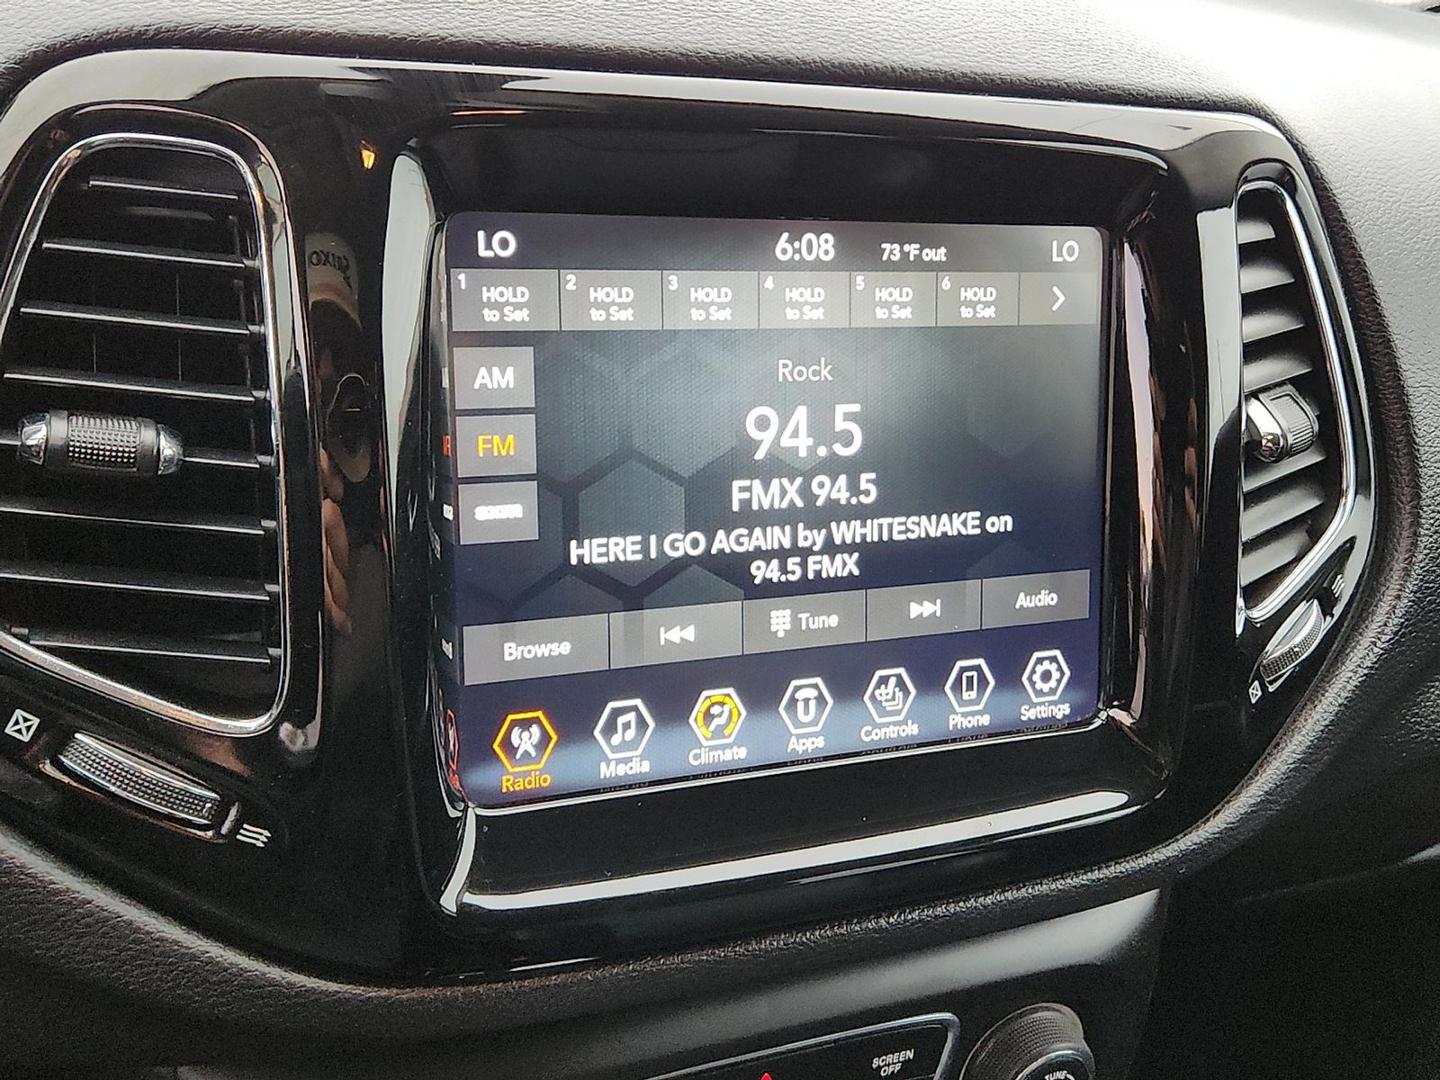 LO 6:08 73 °F out LO
1 HOLD to Set 2 HOLD to Set 3 HOLD to Set 4 HOLD to Set 5 HOLD to Set 6 HOLD to Set
AM
Rock
94.5
FM
FMX 94.5
HERE I GO AGAIN by WHITESNAKE on
94.5 FMX
Browse Tune Audio
Radio Media Climate Apps Controls Phone Settings
SCREEN
OFF
TUNE